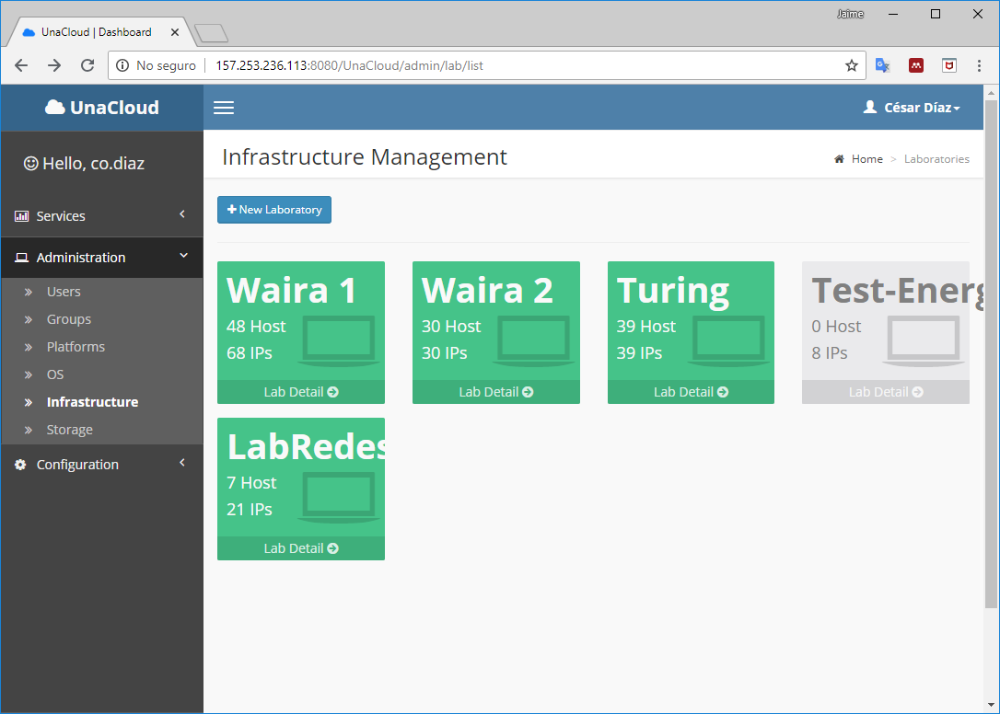 Jaime
UnaCloud | Dashboard
No seguro
157.253.236.113:8080/UnaCloud/admin/lab/list
UnaCloud
César Díaz
Hello, co.diaz
Infrastructure Management
Home > Laboratories
Services
Administration
Users
Groups
Platforms
OS
Infrastructure
Storage
Configuration
New Laboratory
Waira 1
48 Host
68 IPs
Lab Detail
Waira 2
30 Host
30 IPs
Lab Detail
Turing
39 Host
39 IPs
Lab Detail
Test-Energ
0 Host
8 IPs
Lab Detail
LabRedes
7 Host
21 IPs
Lab Detail